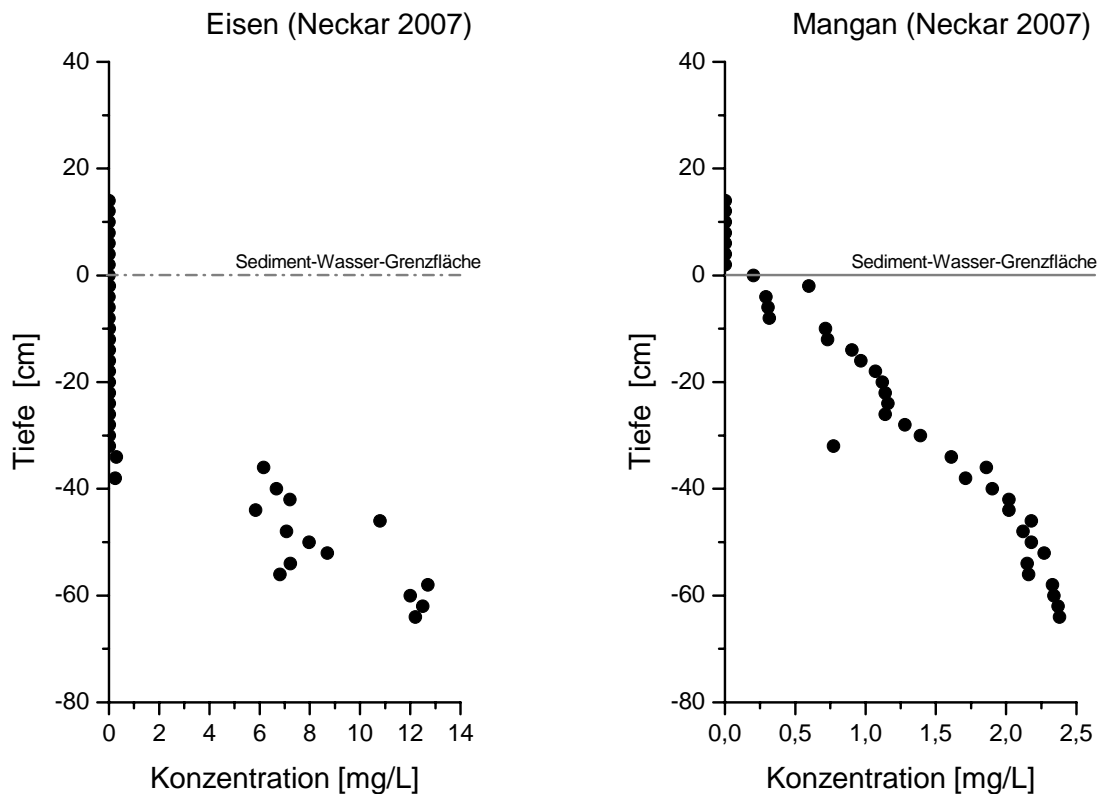 Eisen (Neckar 2007)
40
20
0
-20
-40
-60
-80
Tiefe [cm]
Sediment-Wasser-Grenzfläche
0 2 4 6 8 10 12 14
Konzentration [mg/L]
Mangan (Neckar 2007)
40
20
0
-20
-40
-60
-80
Tiefe [cm]
Sediment-Wasser-Grenzfläche
0,0 0,5 1,0 1,5 2,0 2,5
Konzentration [mg/L]